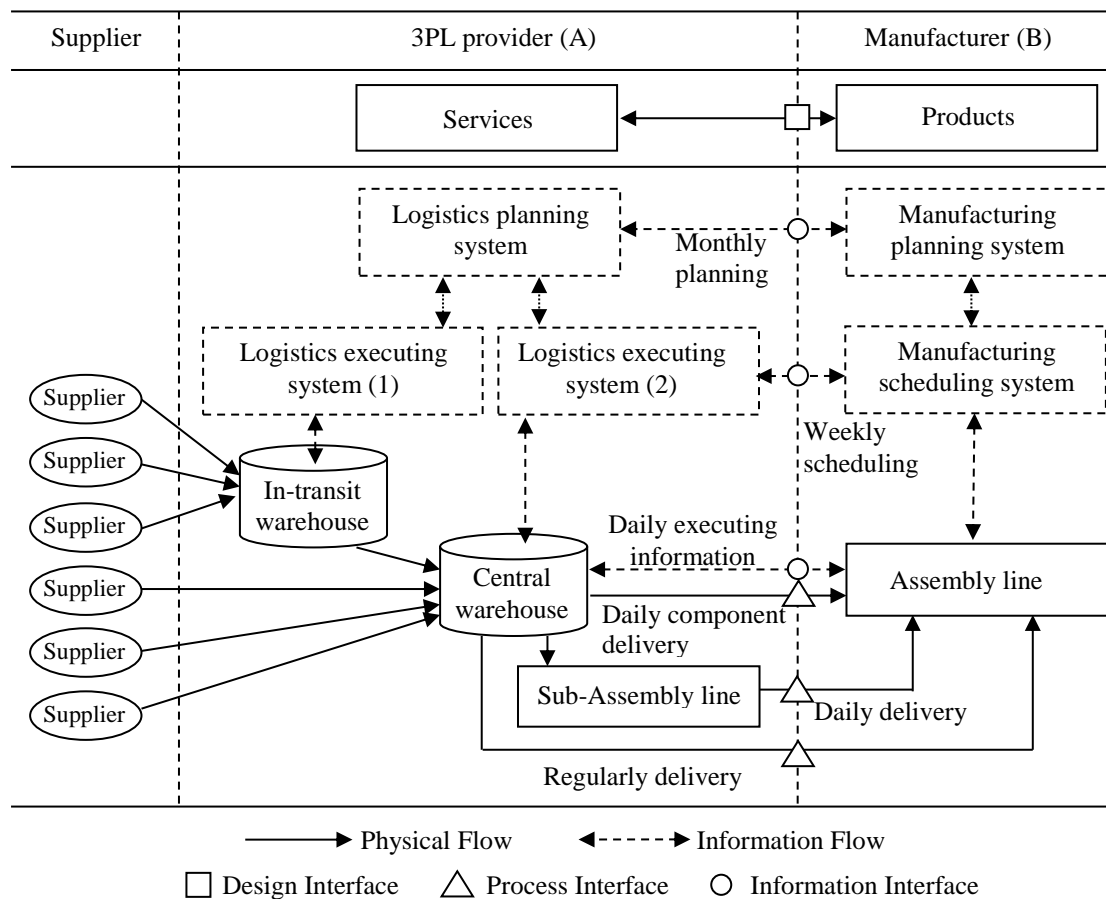 Supplier
3PL provider (A)
Manufacturer (B)
Services
Products
Logistics planning
system
Manufacturing
planning system
Monthly
planning
Logistics executing
system (1)
Logistics executing
system (2)
Manufacturing
scheduling system
Weekly
scheduling
Supplier
Supplier
Supplier
Supplier
Supplier
Supplier
In-transit
warehouse
Central
warehouse
Daily executing
information
Assembly line
Daily component
delivery
Sub-Assembly line
Daily delivery
Regularly delivery
Physical Flow
Information Flow
Design Interface
Process Interface
Information Interface